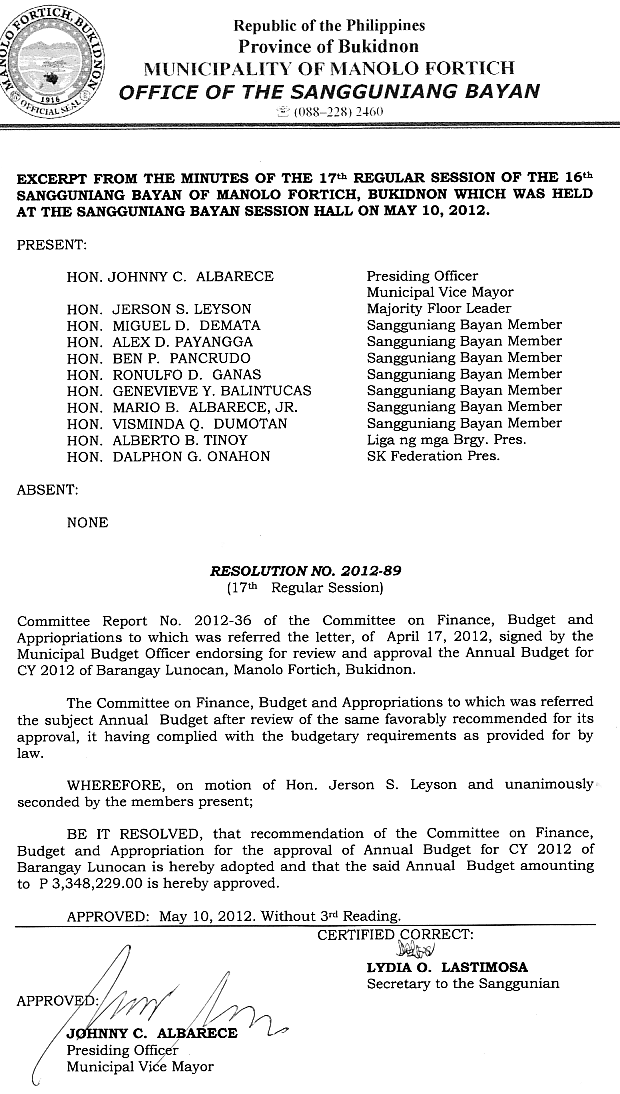 MANOLO FORTICH, BUKIDNON
1916
OFFICIAL SEAL
Republic of the Philippines
Province of Bukidnon
MUNICIPALITY OF MANOLO FORTICH
OFFICE OF THE SANGGUNIANG BAYAN
☏ (088–228) 2460
EXCERPT FROM THE MINUTES OF THE 17th REGULAR SESSION OF THE 16th
SANGGUNIANG BAYAN OF MANOLO FORTICH, BUKIDNON WHICH WAS HELD
AT THE SANGGUNIANG BAYAN SESSION HALL ON MAY 10, 2012.
PRESENT:
HON. JOHNNY C. ALBARECE Presiding Officer
Municipal Vice Mayor
HON. JERSON S. LEYSON Majority Floor Leader
HON. MIGUEL D. DEMATA Sangguniang Bayan Member
HON. ALEX D. PAYANGGA Sangguniang Bayan Member
HON. BEN P. PANCRUDO Sangguniang Bayan Member
HON. RONULFO D. GANAS Sangguniang Bayan Member
HON. GENEVIEVE Y. BALINTUCAS Sangguniang Bayan Member
HON. MARIO B. ALBARECE, JR. Sangguniang Bayan Member
HON. VISMINDA Q. DUMOTAN Sangguniang Bayan Member
HON. ALBERTO B. TINOY Liga ng mga Brgy. Pres.
HON. DALPHON G. ONAHON SK Federation Pres.
ABSENT:
NONE
RESOLUTION NO. 2012-89
(17th Regular Session)
Committee Report No. 2012-36 of the Committee on Finance, Budget and
Appriopriations to which was referred the letter, of April 17, 2012, signed by the
Municipal Budget Officer endorsing for review and approval the Annual Budget for
CY 2012 of Barangay Lunocan, Manolo Fortich, Bukidnon.
The Committee on Finance, Budget and Appropriations to which was referred
the subject Annual Budget after review of the same favorably recommended for its
approval, it having complied with the budgetary requirements as provided for by
law.
WHEREFORE, on motion of Hon. Jerson S. Leyson and unanimously
seconded by the members present;
BE IT RESOLVED, that recommendation of the Committee on Finance,
Budget and Appropriation for the approval of Annual Budget for CY 2012 of
Barangay Lunocan is hereby adopted and that the said Annual Budget amounting
to P 3,348,229.00 is hereby approved.
APPROVED: May 10, 2012. Without 3rd Reading.
CERTIFIED CORRECT:
LYDIA O. LASTIMOSA
Secretary to the Sanggunian
APPROVED:
JOHNNY C. ALBARECE
Presiding Officer
Municipal Vice Mayor